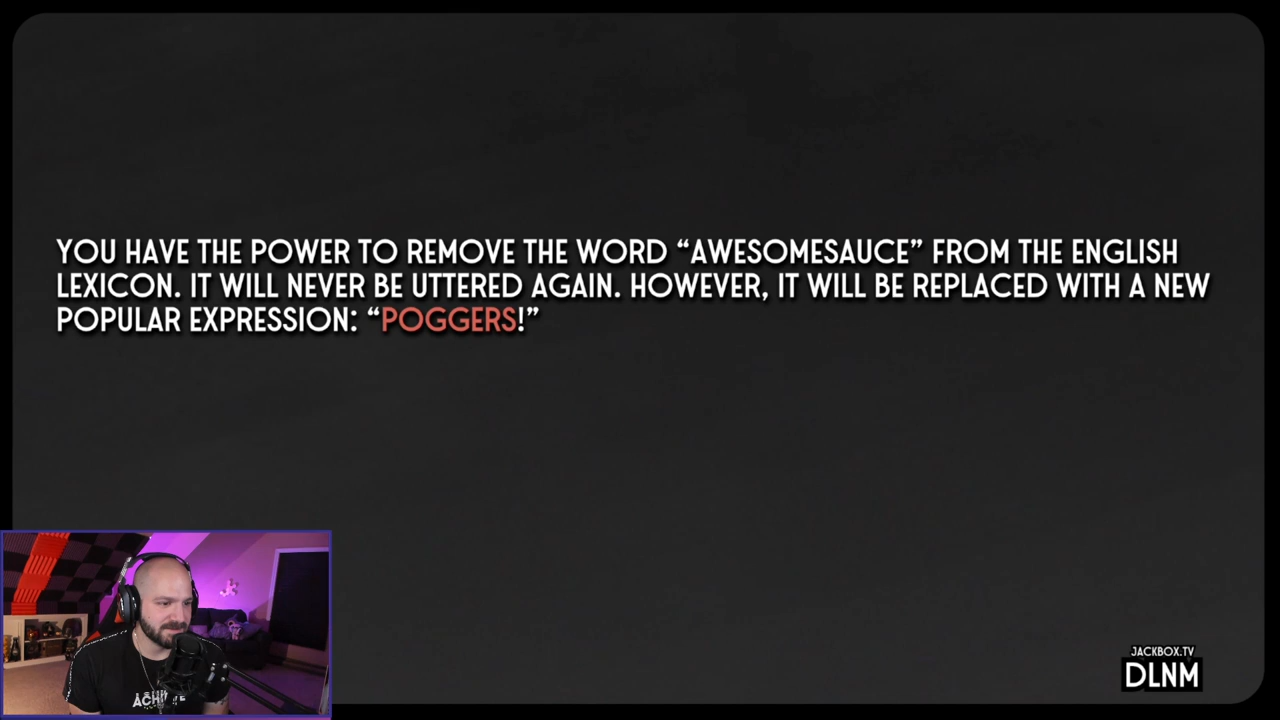 YOU HAVE THE POWER TO REMOVE THE WORD “AWESOMESAUCE” FROM THE ENGLISH
LEXICON. IT WILL NEVER BE UTTERED AGAIN. HOWEVER, IT WILL BE REPLACED WITH A NEW
POPULAR EXPRESSION: “POGGERS!”
JACKBOX.TV
DLNM